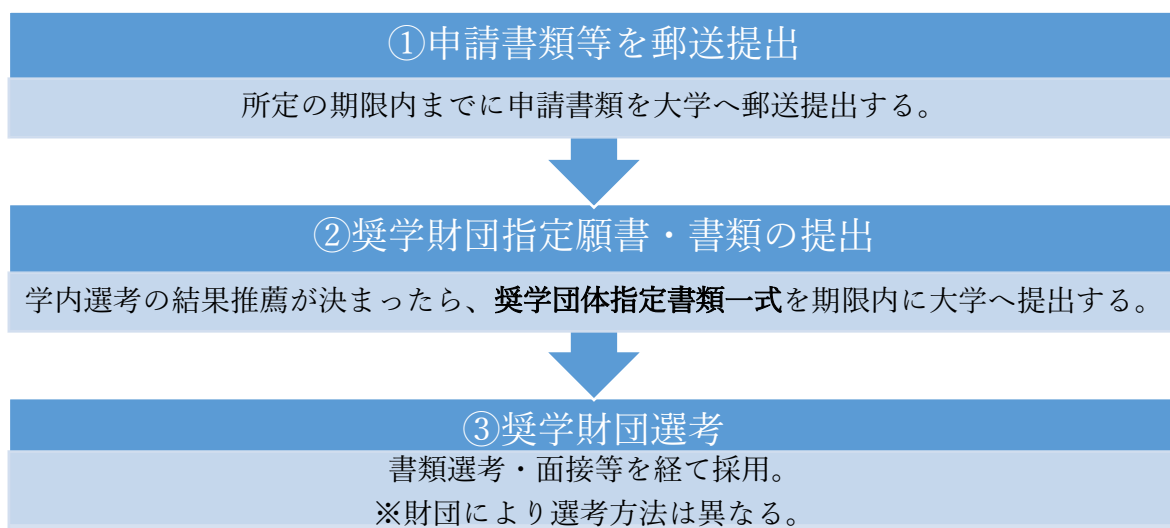 ①申請書類等を郵送提出
所定の期限内までに申請書類を大学へ郵送提出する。
②奨学財団指定願書・書類の提出
学内選考の結果推薦が決まったら、奨学団体指定書類一式を期限内に大学へ提出する。
③奨学財団選考
書類選考・面接等を経て採用。
※財団により選考方法は異なる。